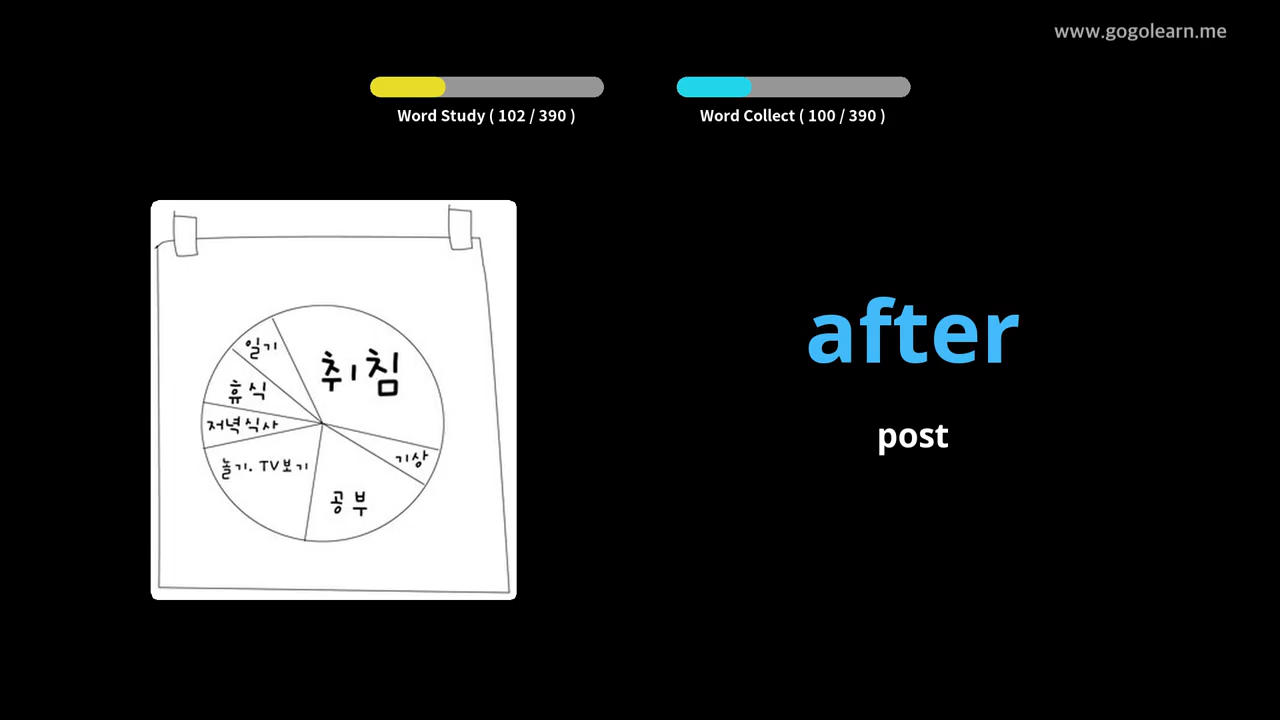 www.gogolearn.me
Word Study ( 102 / 390 )
Word Collect ( 100 / 390 )
일기
취침
휴식
저녁식사
놀기. TV보기
기상
공부
after
post